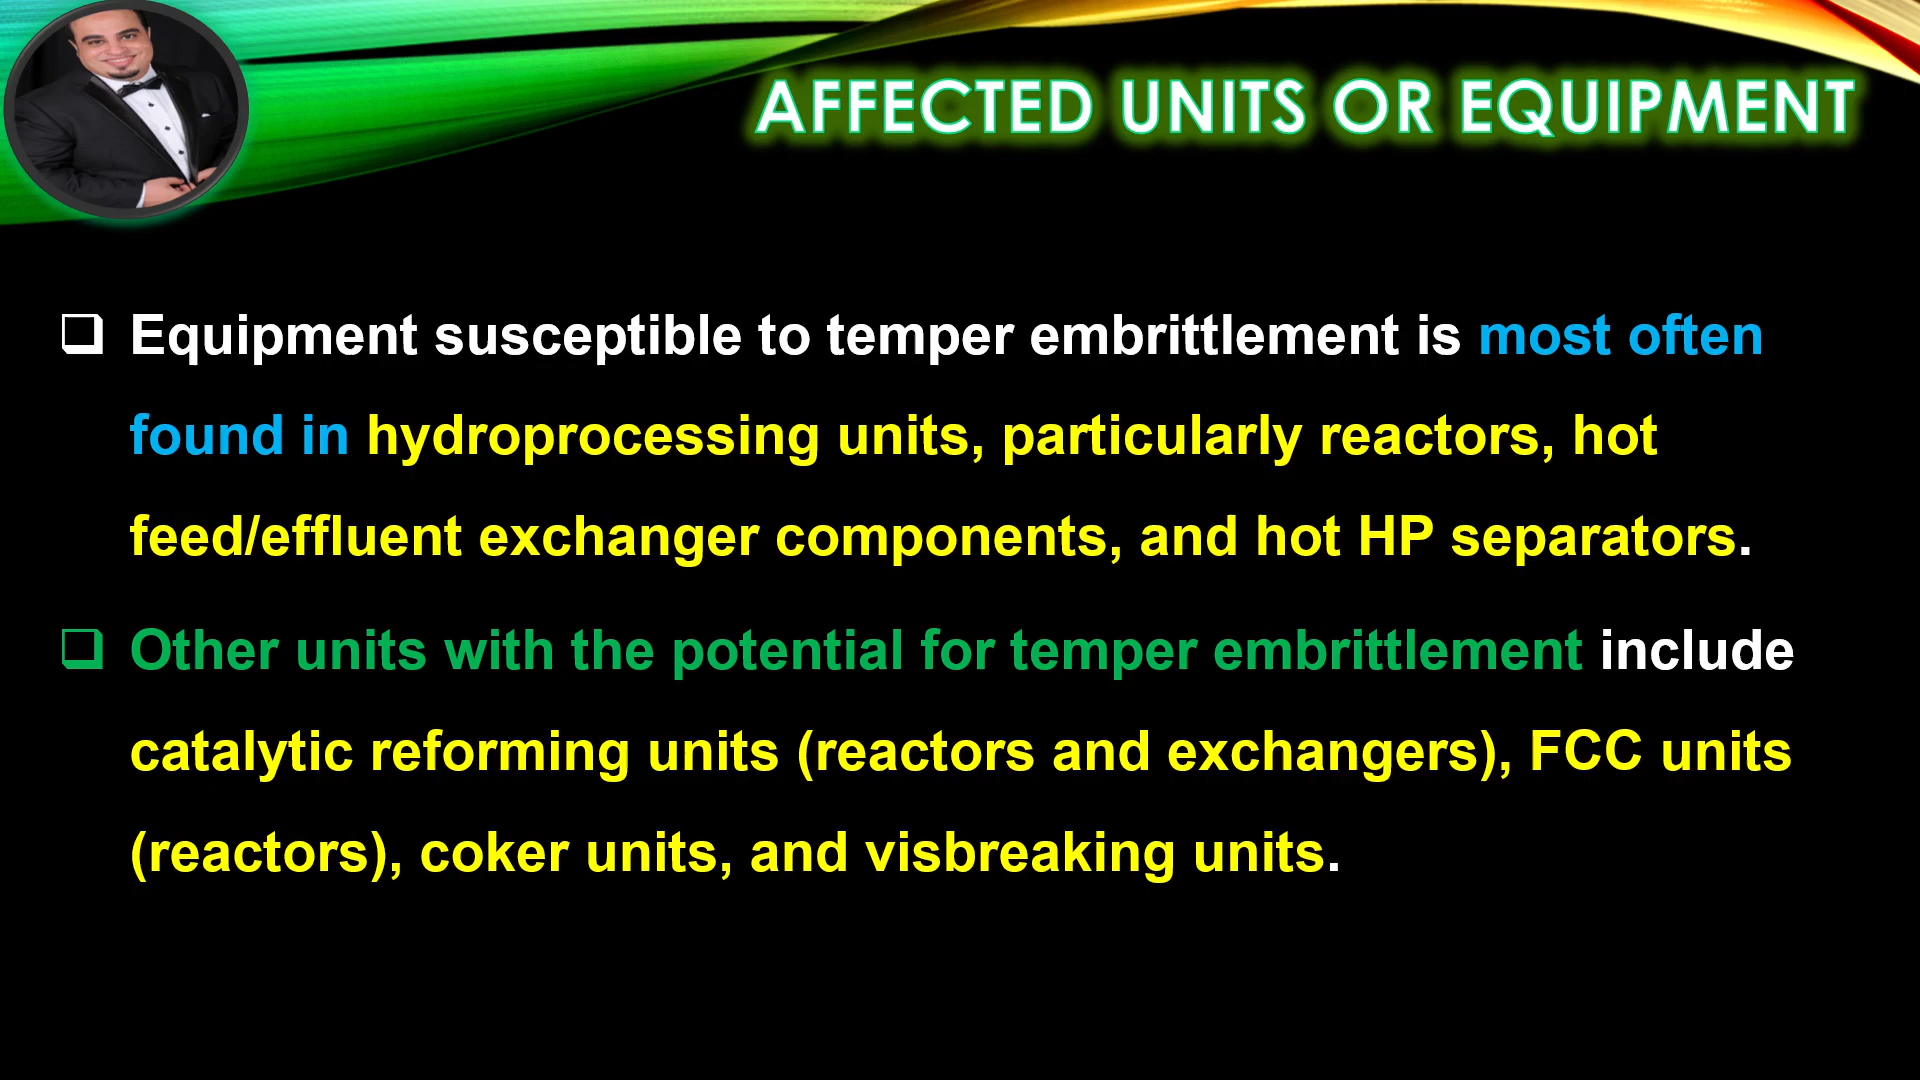 AFFECTED UNITS OR EQUIPMENT
❑ Equipment susceptible to temper embrittlement is most often
found in hydroprocessing units, particularly reactors, hot
feed/effluent exchanger components, and hot HP separators.
❑ Other units with the potential for temper embrittlement include
catalytic reforming units (reactors and exchangers), FCC units
(reactors), coker units, and visbreaking units.